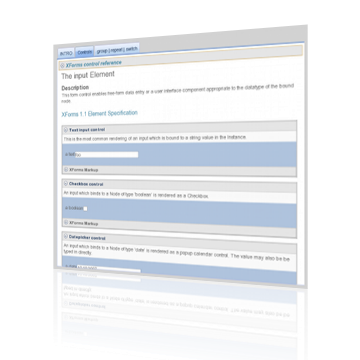 INTRO Controls group | repeat | switch
XForms control reference
The input Element
Description
This form control enables free-form data entry or a user interface component appropriate to the datatype of the bound
node.
XForms 1.1 Element Specification
Text input control
This is the most common rendering of an input which is bound to a string value in the instance.
XForms Markup
Checkbox control
An input which binds to a Node of type 'boolean' is rendered as a Checkbox
XForms Markup
Datepicker control
An input which binds to a Node of type 'date' is rendered as a popup calendar control. The value may also be be
typed in directly.